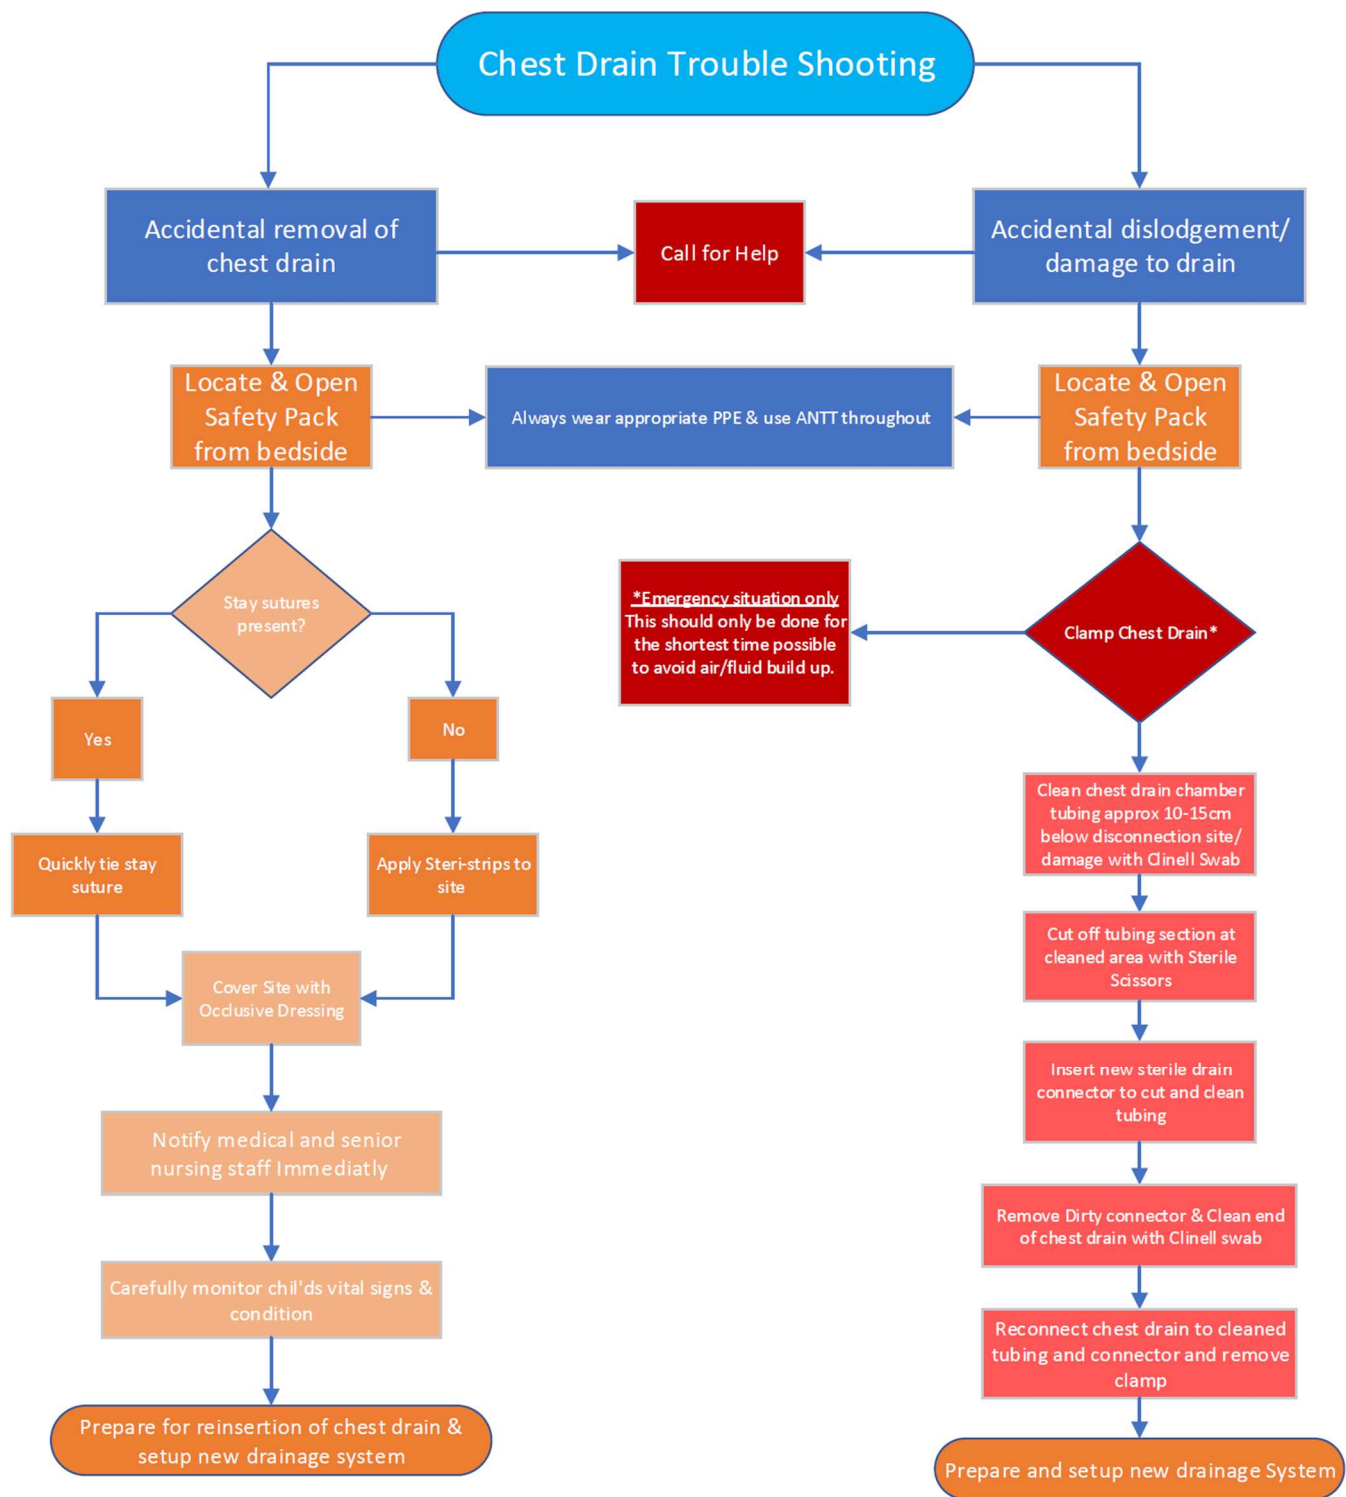 Chest Drain Trouble Shooting
Accidental removal of
chest drain
Call for Help
Accidental dislodgement/
damage to drain
Locate & Open
Safety Pack
from bedside
Always wear appropriate PPE & use ANTT throughout
Locate & Open
Safety Pack
from bedside
Stay sutures
present?
*Emergency situation only
This should only be done for
the shortest time possible
to avoid air/fluid build up.
Clamp Chest Drain*
Yes
No
Quickly tie stay
suture
Apply Steri-strips to
site
Cover Site with
Occlusive Dressing
Notify medical and senior
nursing staff Immediatly
Carefully monitor chil'ds vital signs &
condition
Prepare for reinsertion of chest drain &
setup new drainage system
Clean chest drain chamber
tubing approx 10-15cm
below disconnection site/
damage with Clinell Swab
Cut off tubing section at
cleaned area with Sterile
Scissors
Insert new sterile drain
connector to cut and clean
tubing
Remove Dirty connector & Clean end
of chest drain with Clinell swab
Reconnect chest drain to cleaned
tubing and connector and remove
clamp
Prepare and setup new drainage System